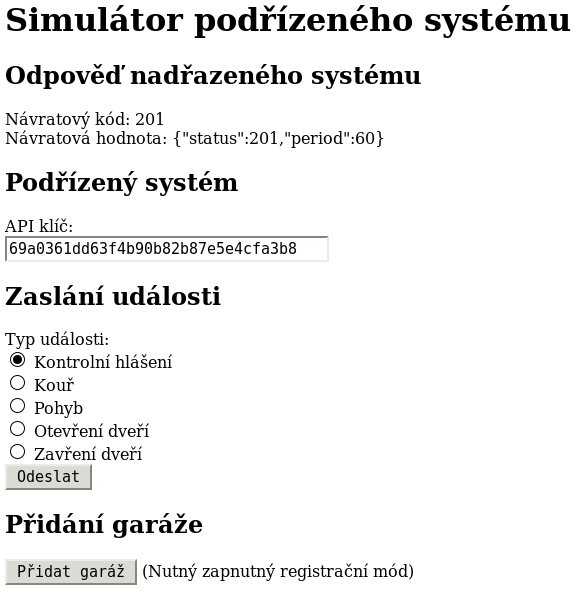 Simulátor podřízeného systému
Odpověď nadřazeného systému
Návratový kód: 201
Návratová hodnota: {"status":201,"period":60}
Podřízený systém
API klíč:
69a0361dd63f4b90b82b87e5e4cfa3b8
Zaslání události
Typ události:
Kontrolní hlášení
Kouř
Pohyb
Otevření dveří
Zavření dveří
Odeslat
Přidání garáže
Přidat garáž (Nutný zapnutný registrační mód)